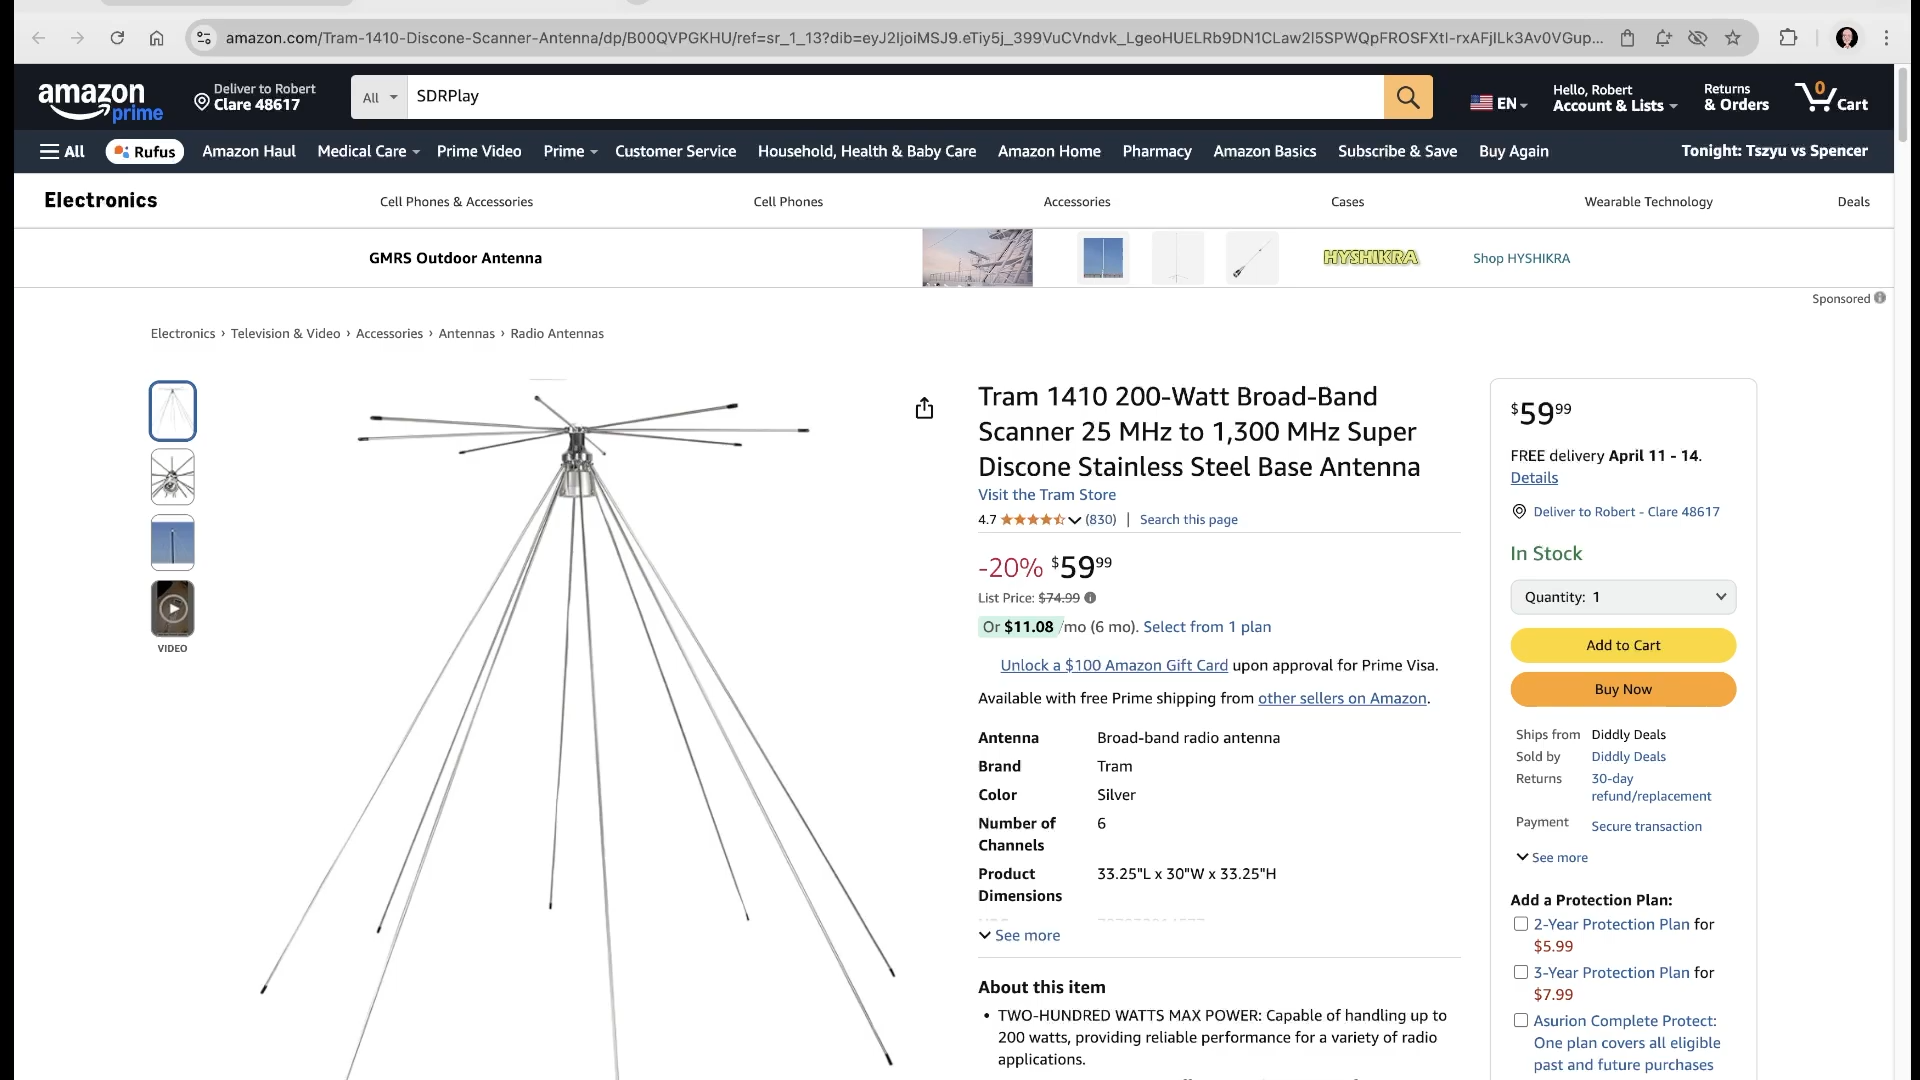 amazon.com/Tram-1410-Discone-Scanner-Antenna/dp/B00QVPGKHU/ref=sr_1_13?dib=eyJ2IjoiMSJ9.eTiy5j_399VuCVndvk_LgeoHUELRb9DN1CLaw2I5SPWQpFROSFXtI-rxAFjILk3Av0VGup...
amazon prime
Deliver to Robert
Clare 48617
All
SDRPlay
EN
Hello, Robert
Account & Lists
Returns
& Orders
0
Cart
All
Rufus
Amazon Haul
Medical Care
Prime Video
Prime
Customer Service
Household, Health & Baby Care
Amazon Home
Pharmacy
Amazon Basics
Subscribe & Save
Buy Again
Tonight: Tszyu vs Spencer
Electronics
Cell Phones & Accessories
Cell Phones
Accessories
Cases
Wearable Technology
Deals
GMRS Outdoor Antenna
HYSHIKRA
Shop HYSHIKRA
Sponsored
Electronics › Television & Video › Accessories › Antennas › Radio Antennas
VIDEO
Tram 1410 200-Watt Broad-Band
Scanner 25 MHz to 1,300 MHz Super
Discone Stainless Steel Base Antenna
Visit the Tram Store
4.7 (830) | Search this page
-20% $5999
List Price: $74.99
Or $11.08 /mo (6 mo). Select from 1 plan
Unlock a $100 Amazon Gift Card upon approval for Prime Visa.
Available with free Prime shipping from other sellers on Amazon.
Antenna Broad-band radio antenna
Brand Tram
Color Silver
Number of Channels 6
Product Dimensions 33.25"L x 30"W x 33.25"H
See more
About this item
• TWO-HUNDRED WATTS MAX POWER: Capable of handling up to
200 watts, providing reliable performance for a variety of radio
applications.
$5999
FREE delivery April 11 - 14.
Details
Deliver to Robert - Clare 48617
In Stock
Quantity: 1
Add to Cart
Buy Now
Ships from Diddly Deals
Sold by Diddly Deals
Returns 30-day
refund/replacement
Payment Secure transaction
See more
Add a Protection Plan:
2-Year Protection Plan for
$5.99
3-Year Protection Plan for
$7.99
Asurion Complete Protect:
One plan covers all eligible
past and future purchases